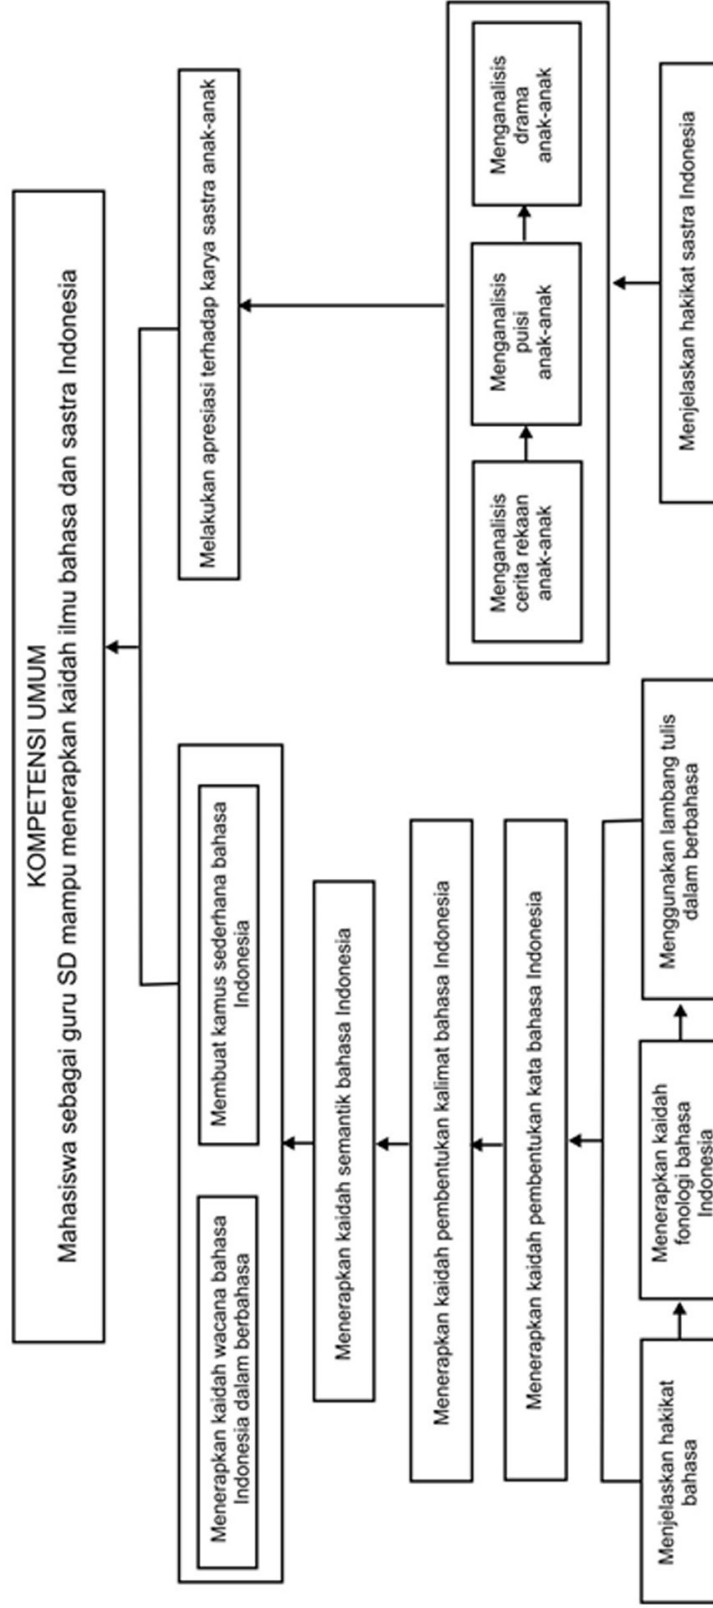 KOMPETENSI UMUM
Mahasiswa sebagai guru SD mampu menerapkan kaidah ilmu bahasa dan sastra Indonesia
Menerapkan kaidah wacana bahasa
Indonesia dalam berbahasa
Membuat kamus sederhana bahasa
Indonesia
Melakukan apresiasi terhadap karya sastra anak-anak
Menerapkan kaidah semantik bahasa Indonesia
Menerapkan kaidah pembentukan kalimat bahasa Indonesia
Menerapkan kaidah pembentukan kata bahasa Indonesia
Menganalisis
cerita rekaan
anak-anak
Menganalisis
puisi
anak-anak
Menganalisis
drama
anak-anak
Menjelaskan hakikat
bahasa
Menerapkan kaidah
fonologi bahasa
Indonesia
Menggunakan lambang tulis
dalam berbahasa
Menjelaskan hakikat sastra Indonesia